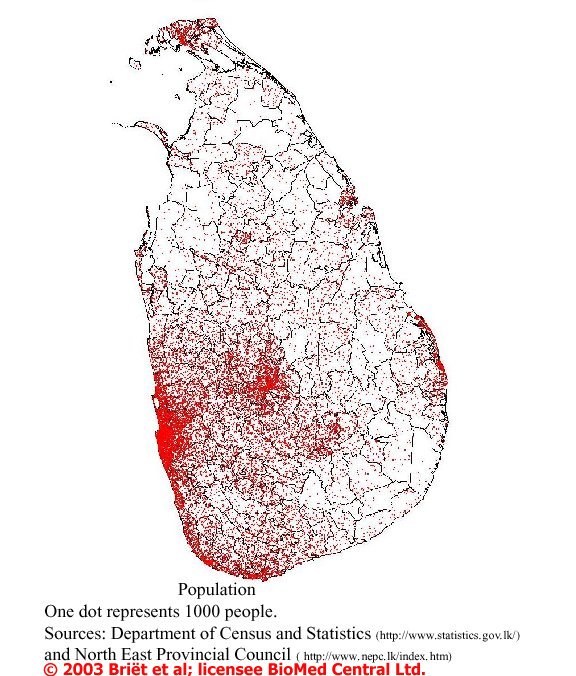 Population
One dot represents 1000 people.
Sources: Department of Census and Statistics (http://www.statistics.gov.lk/)
and North East Provincial Council ( http://www.nepc.lk/index.htm)
© 2003 Briët et al; licensee BioMed Central Ltd.